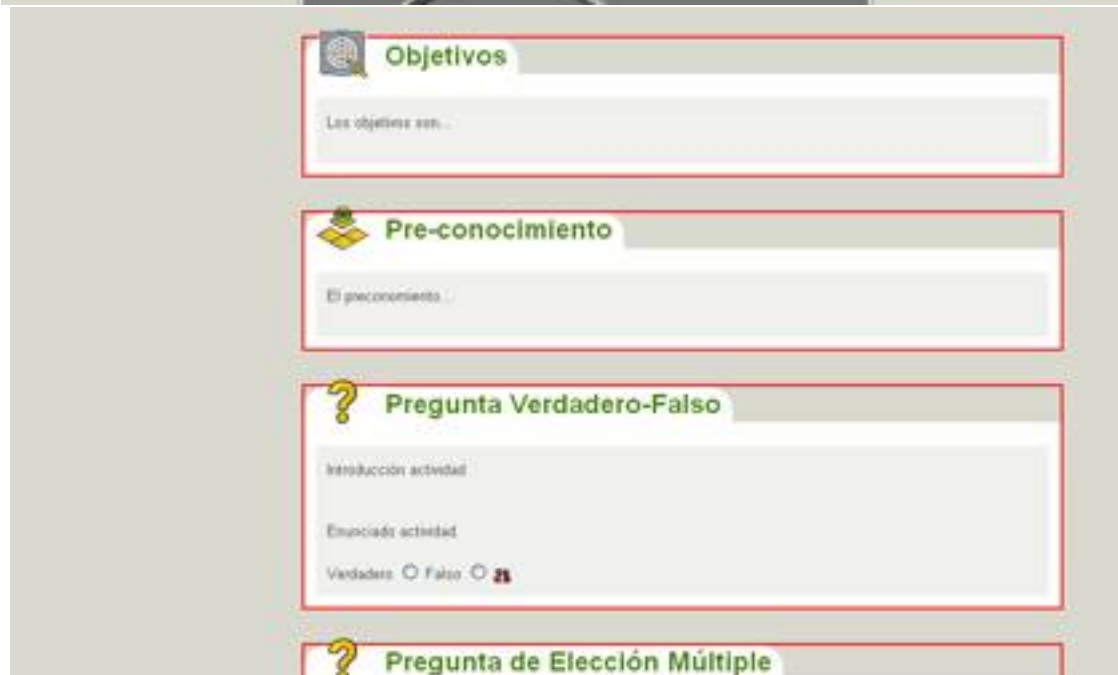 Objetivos
Los objetivos son...
Pre-conocimiento
El preconomiento...
Pregunta Verdadero-Falso
Introducción actividad
Enunciado actividad
Verdadero Falso
Pregunta de Elección Múltiple